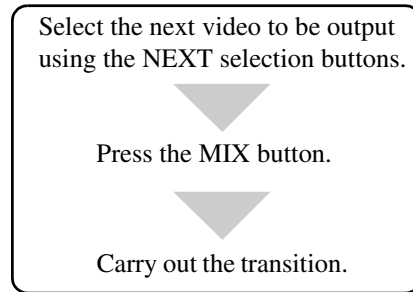 Select the next video to be output
using the NEXT selection buttons.
Press the MIX button.
Carry out the transition.